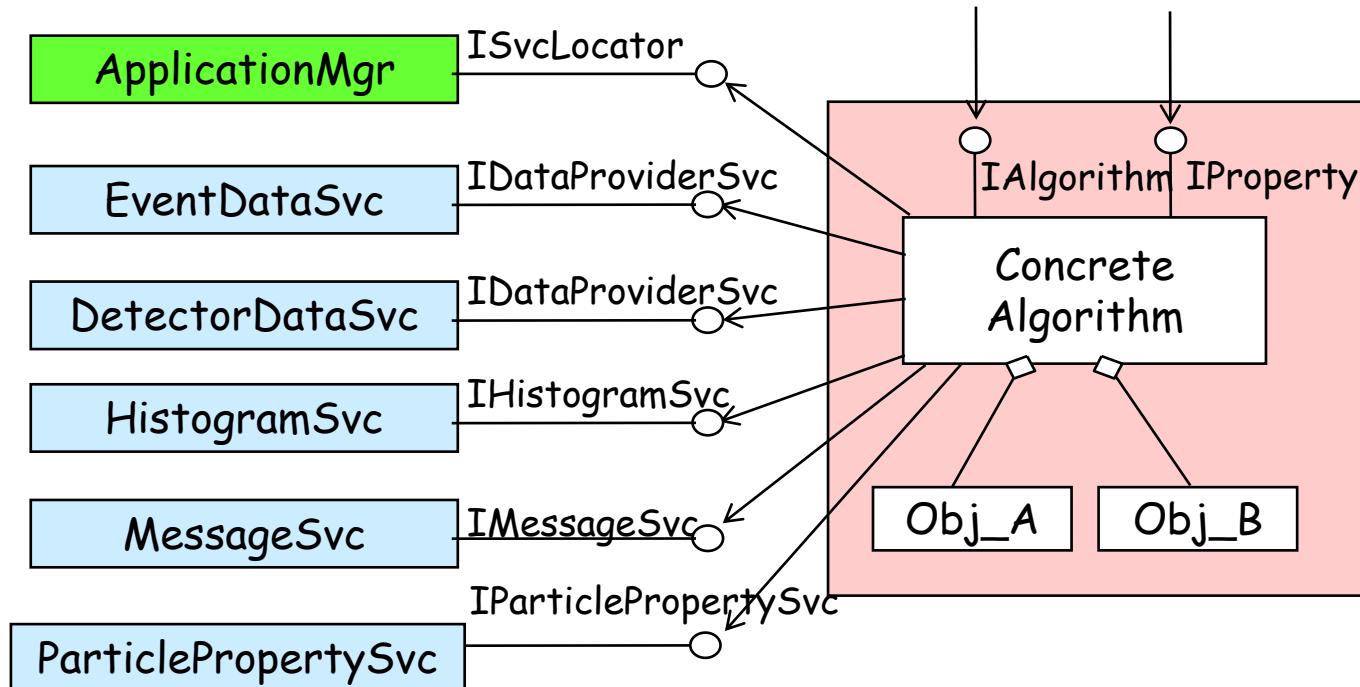 ApplicationMgr
ISvcLocator
EventDataSvc
IDataProviderSvc
IAlgorithm
IProperty
DetectorDataSvc
IDataProviderSvc
Concrete
Algorithm
HistogramSvc
IHistogramSvc
MessageSvc
IMessageSvc
Obj_A
Obj_B
ParticlePropertySvc
IParticlePropertySvc